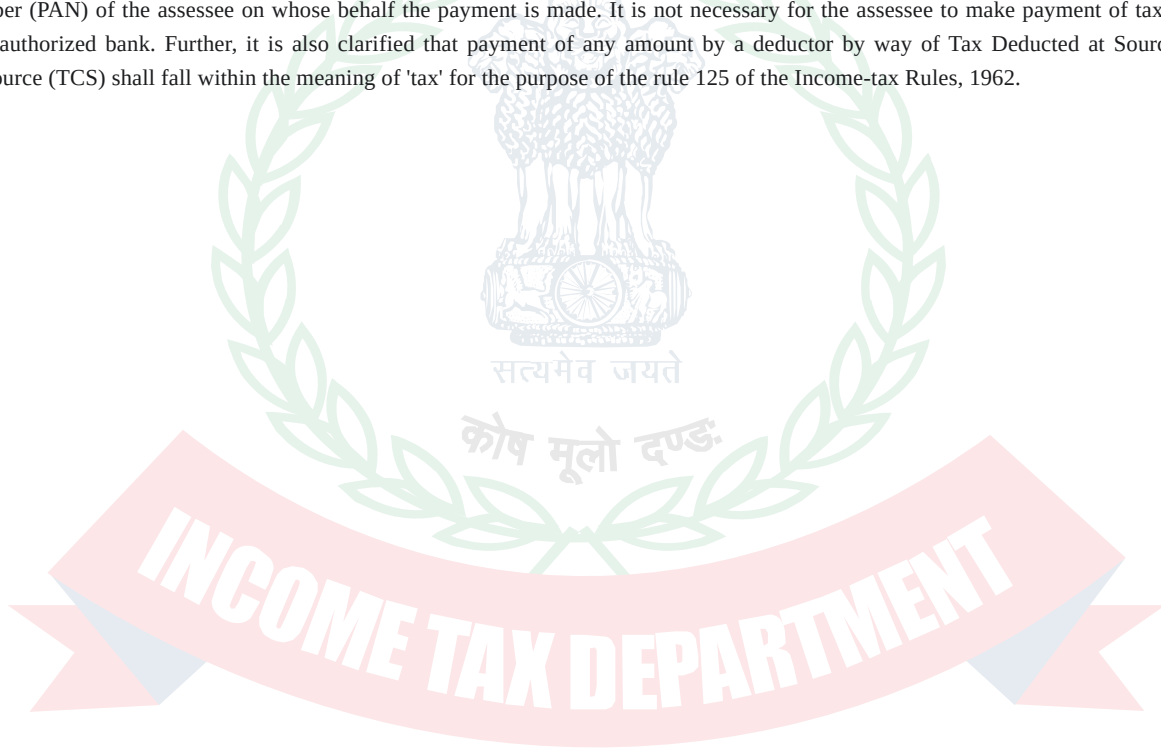 ber (PAN) of the assessee on whose behalf the payment is made. It is not necessary for the assessee to make payment of tax
authorized bank. Further, it is also clarified that payment of any amount by a deductor by way of Tax Deducted at Sourc
ource (TCS) shall fall within the meaning of 'tax' for the purpose of the rule 125 of the Income-tax Rules, 1962.
सत्यमेव जयते
कोष मूलो दण्डः
INCOME TAX DEPARTMENT